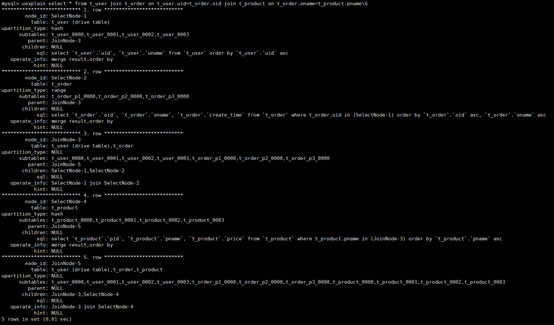 mysql> uexplain select * from t_user join t_order on t_user.uid=t_order.oid join t_product on t_order.oname=t_product.pname\G
*************************** 1. row ***************************
node_id: SelectNode-1
table: t_user (drive table)
upartition_type: hash
subtables: t_user_0000,t_user_0001,t_user_0002,t_user_0003
parent: JoinNode-3
children: NULL
sql: select `t_user`.`uid`, `t_user`.`uname` from `t_user` order by `t_user`.`uid` asc
operate_info: merge result,order by
hint: NULL
*************************** 2. row ***************************
node_id: SelectNode-2
table: t_order
upartition_type: range
subtables: t_order_p1_0000,t_order_p2_0000,t_order_p3_0000
parent: JoinNode-3
children: NULL
sql: select `t_order`.`oid`, `t_order`.`oname`, `t_order`.`create_time` from `t_order` where t_order.oid in (SelectNode-1) order by `t_order`.`oid` asc, `t_order`.`oname` asc
operate_info: merge result,order by
hint: NULL
*************************** 3. row ***************************
node_id: JoinNode-3
table: t_user (drive table),t_order
upartition_type: NULL
subtables: t_user_0000,t_user_0001,t_user_0002,t_user_0003,t_order_p1_0000,t_order_p2_0000,t_order_p3_0000
parent: JoinNode-5
children: SelectNode-1,SelectNode-2
sql: NULL
operate_info: SelectNode-1 join SelectNode-2
hint: NULL
*************************** 4. row ***************************
node_id: SelectNode-4
table: t_product
upartition_type: hash
subtables: t_product_0000,t_product_0001,t_product_0002,t_product_0003
parent: JoinNode-5
children: NULL
sql: select `t_product`.`pid`, `t_product`.`pname`, `t_product`.`price` from `t_product` where t_product.pname in (JoinNode-3) order by `t_product`.`pname` asc
operate_info: merge result,order by
hint: NULL
*************************** 5. row ***************************
node_id: JoinNode-5
table: t_user (drive table),t_order,t_product
upartition_type: NULL
subtables: t_user_0000,t_user_0001,t_user_0002,t_user_0003,t_order_p1_0000,t_order_p2_0000,t_order_p3_0000,t_product_0000,t_product_0001,t_product_0002,t_product_0003
parent: NULL
children: JoinNode-3,SelectNode-4
sql: NULL
operate_info: JoinNode-3 join SelectNode-4
hint: NULL
5 rows in set (0.01 sec)